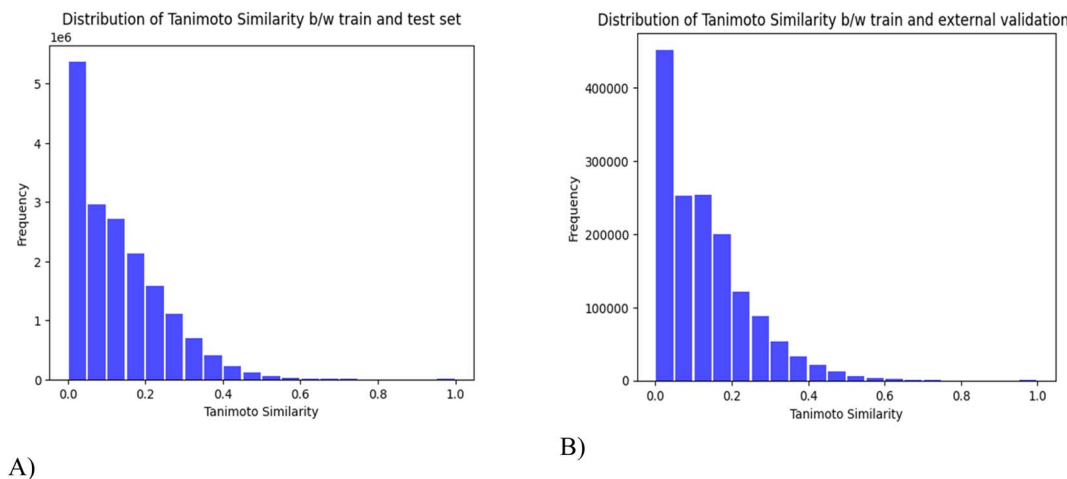 Distribution of Tanimoto Similarity b/w train and test set
1e6
5
4
3
2
1
0
Frequency
0.0 0.2 0.4 0.6 0.8 1.0
Tanimoto Similarity
A)
Distribution of Tanimoto Similarity b/w train and external validation
400000
300000
200000
100000
0
Frequency
0.0 0.2 0.4 0.6 0.8 1.0
Tanimoto Similarity
B)